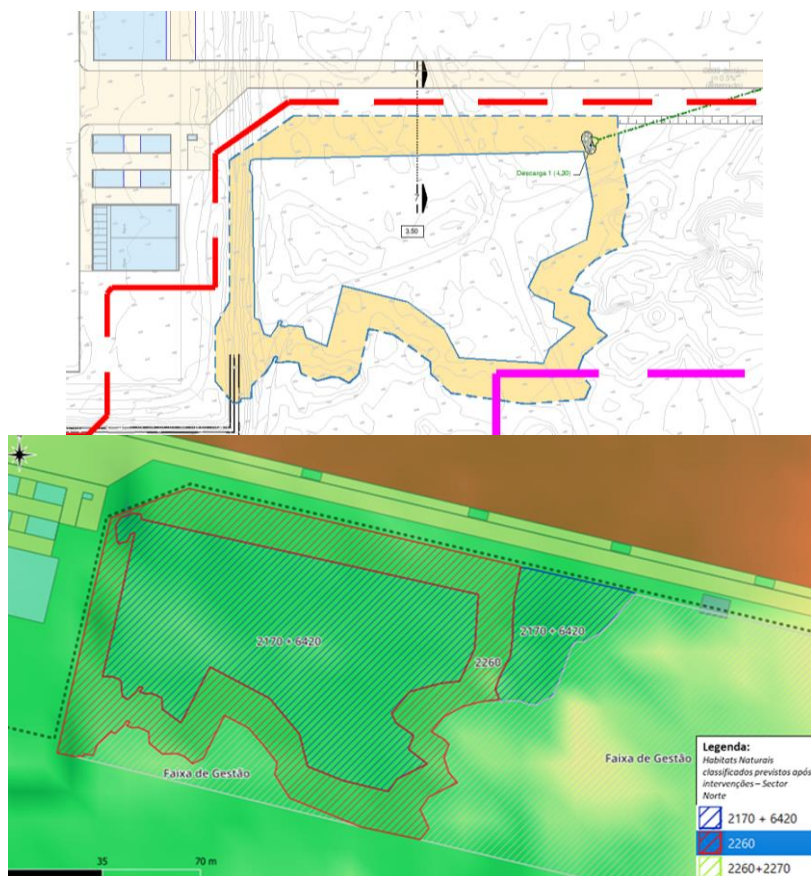 Descarga 1 (4,20)
3.50
2170 + 6420
2170 + 6420
2260
Faixa de Gestão
Faixa de Gestão
Legenda:
Habitats Naturais
classificados previstos após
intervenções – Sector
Norte
2170 + 6420
2260
2260+2270
35
70 m